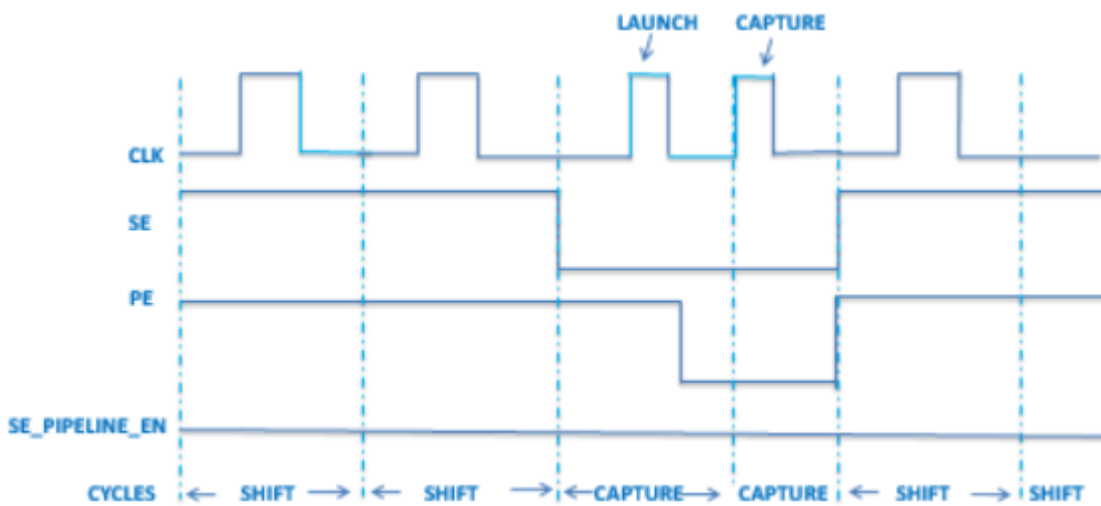 LAUNCH CAPTURE
CLK
SE
PE
SE_PIPELINE_EN
CYCLES SHIFT SHIFT CAPTURE CAPTURE SHIFT SHIFT